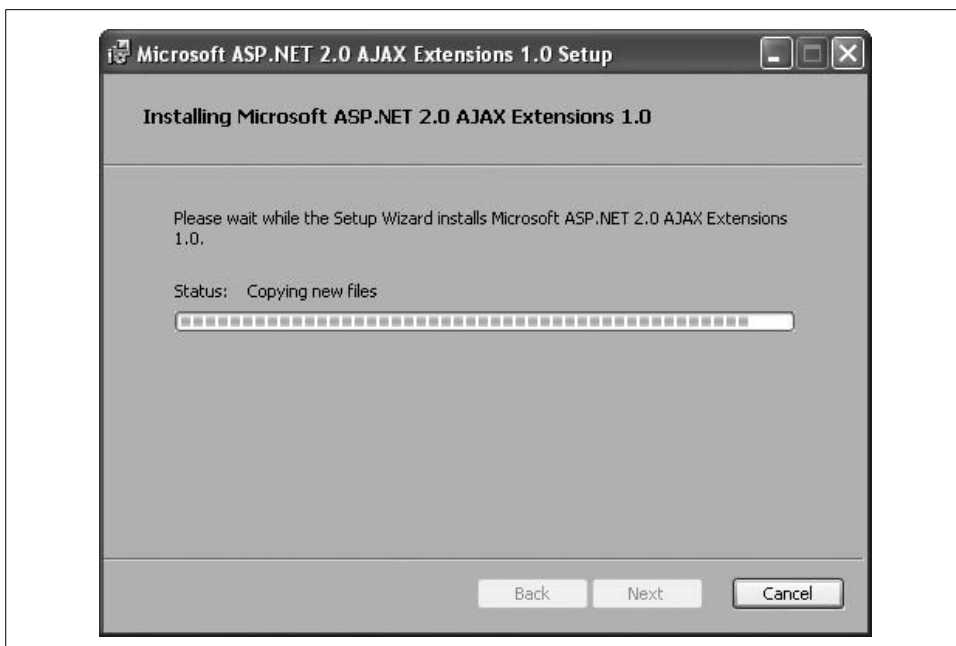 Microsoft ASP.NET 2.0 AJAX Extensions 1.0 Setup
Installing Microsoft ASP.NET 2.0 AJAX Extensions 1.0
Please wait while the Setup Wizard installs Microsoft ASP.NET 2.0 AJAX Extensions
1.0.
Status: Copying new files
Back Next Cancel